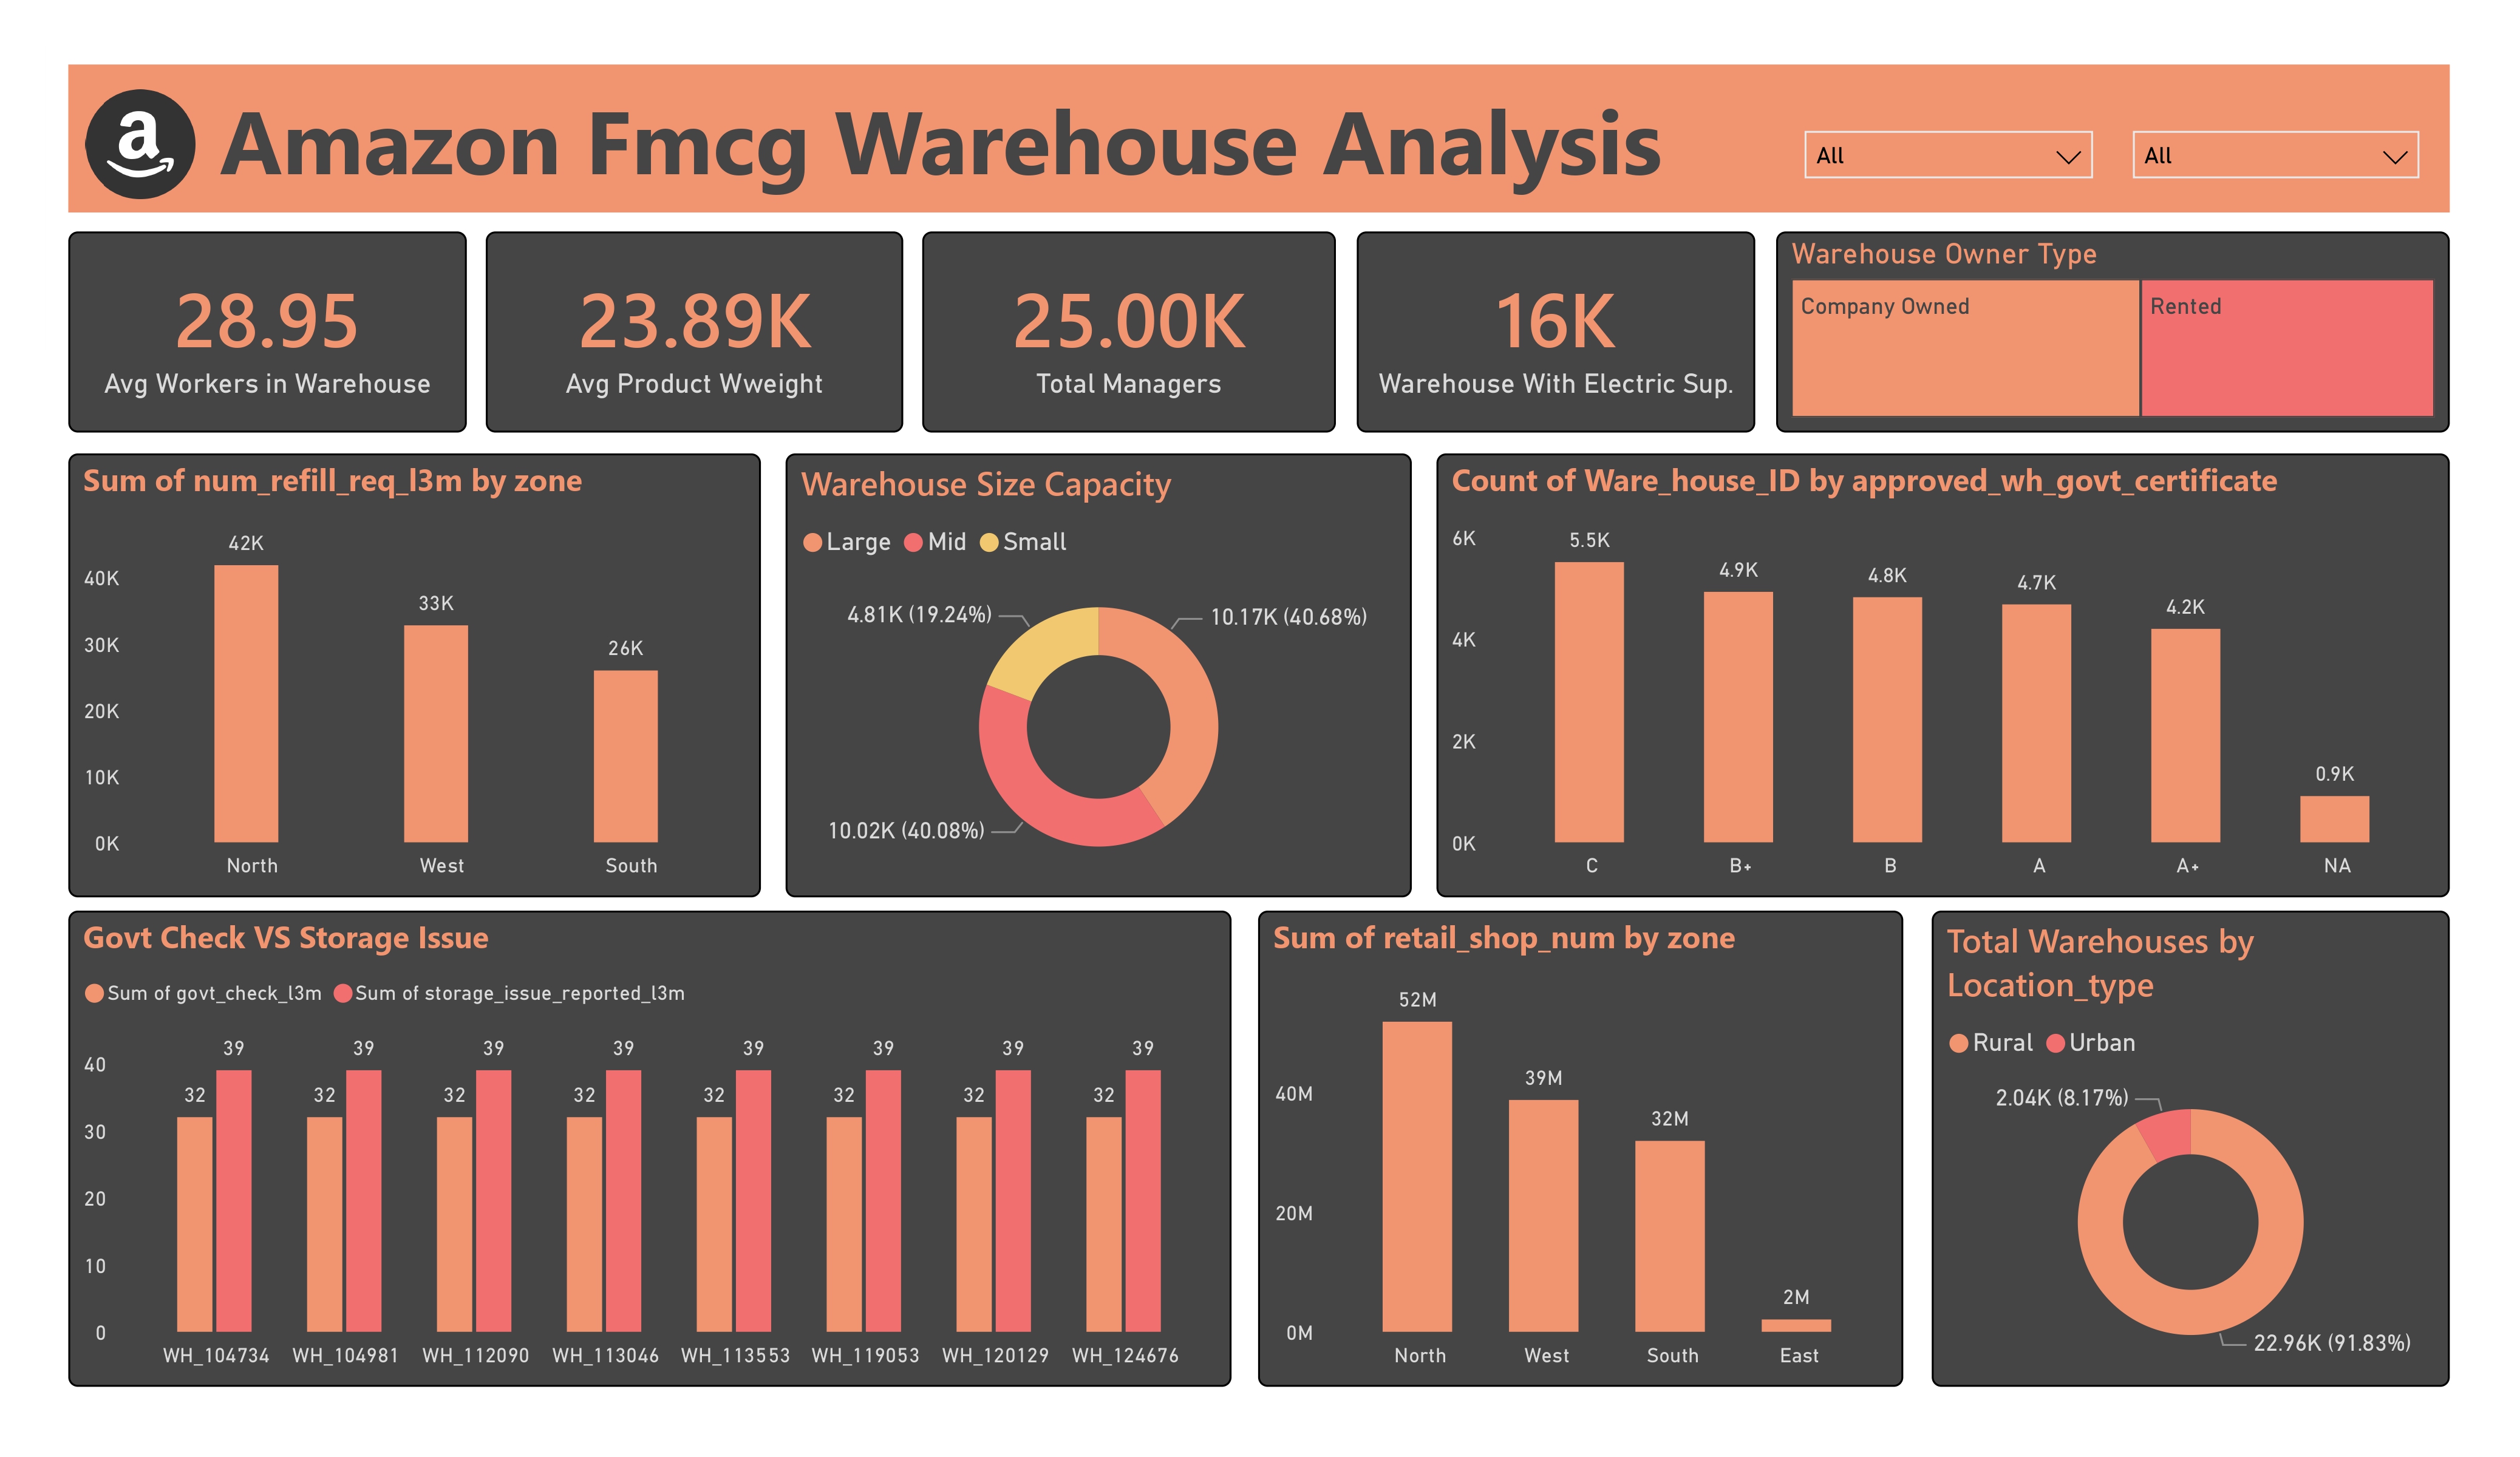 a
Amazon Fmcg Warehouse Analysis
All
All
28.95
Avg Workers in Warehouse
23.89K
Avg Product Wweight
25.00K
Total Managers
16K
Warehouse With Electric Sup.
Warehouse Owner Type
Company Owned
Rented
Sum of num_refill_req_l3m by zone
42K
33K
26K
40K
30K
20K
10K
0K
North
West
South
Warehouse Size Capacity
Large
Mid
Small
4.81K (19.24%)
10.17K (40.68%)
10.02K (40.08%)
Count of Ware_house_ID by approved_wh_govt_certificate
6K
4K
2K
0K
5.5K
4.9K
4.8K
4.7K
4.2K
0.9K
C
B+
B
A
A+
NA
Govt Check VS Storage Issue
Sum of govt_check_l3m
Sum of storage_issue_reported_l3m
40
30
20
10
0
32
39
32
39
32
39
32
39
32
39
32
39
32
39
32
39
WH_104734
WH_104981
WH_112090
WH_113046
WH_113553
WH_119053
WH_120129
WH_124676
Sum of retail_shop_num by zone
52M
39M
32M
2M
40M
20M
0M
North
West
South
East
Total Warehouses by
Location_type
Rural
Urban
2.04K (8.17%)
22.96K (91.83%)